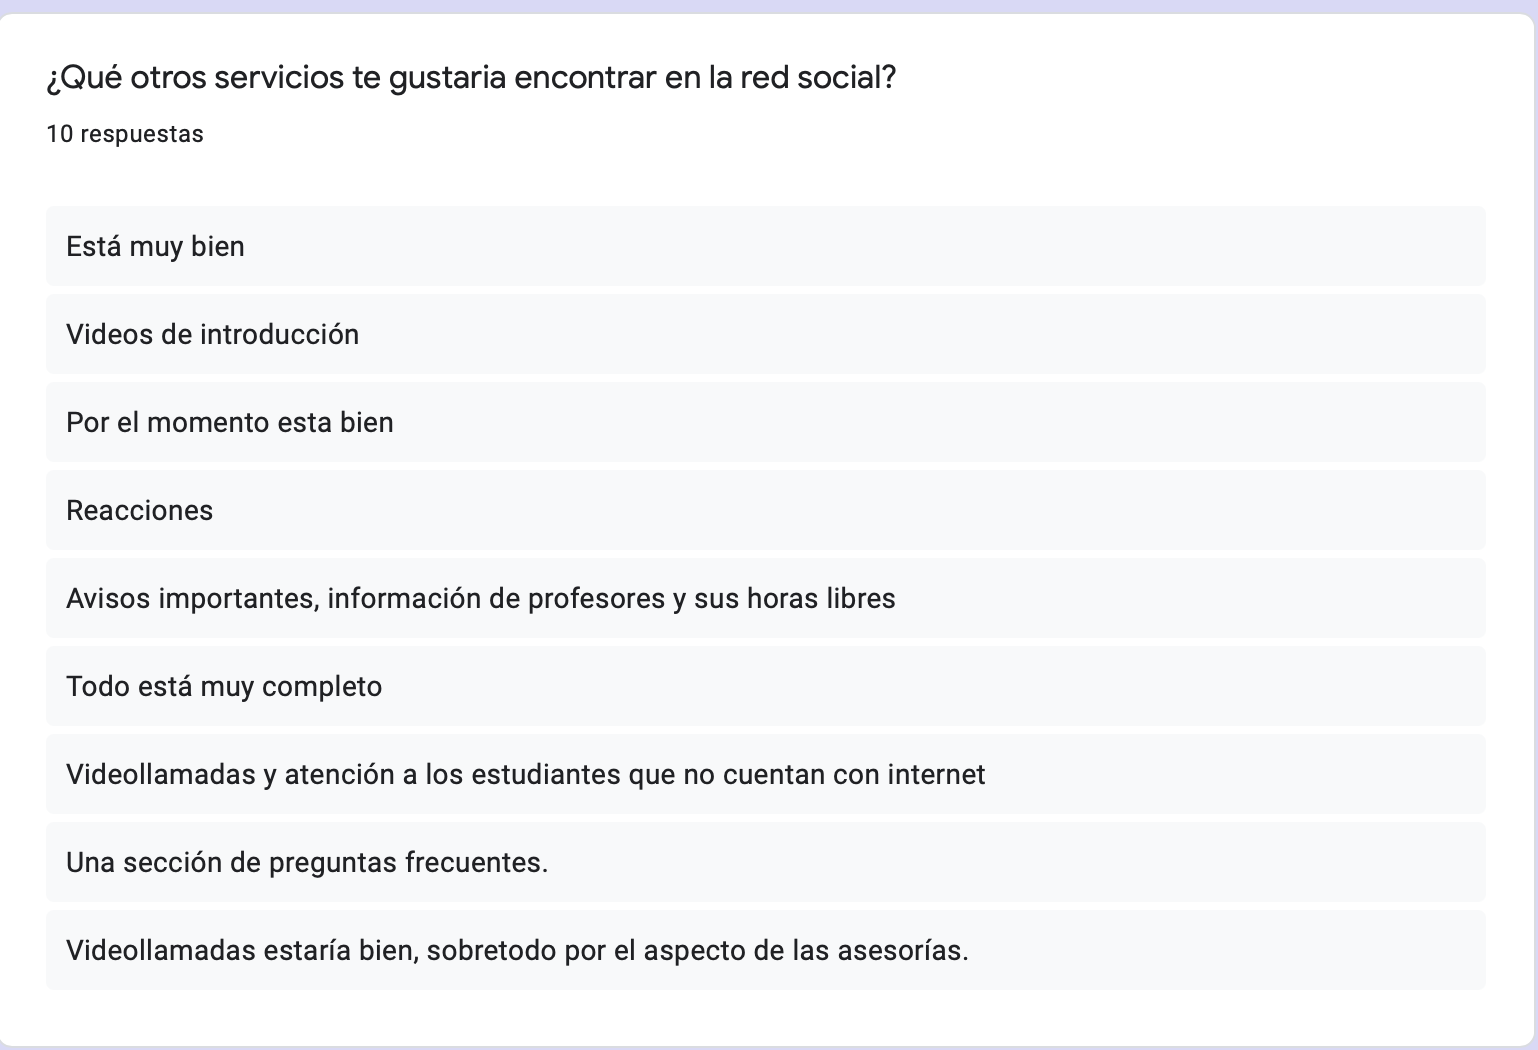 ¿Qué otros servicios te gustaria encontrar en la red social?
10 respuestas
Está muy bien
Videos de introducción
Por el momento esta bien
Reacciones
Avisos importantes, información de profesores y sus horas libres
Todo está muy completo
Videollamadas y atención a los estudiantes que no cuentan con internet
Una sección de preguntas frecuentes.
Videollamadas estaría bien, sobretodo por el aspecto de las asesorías.